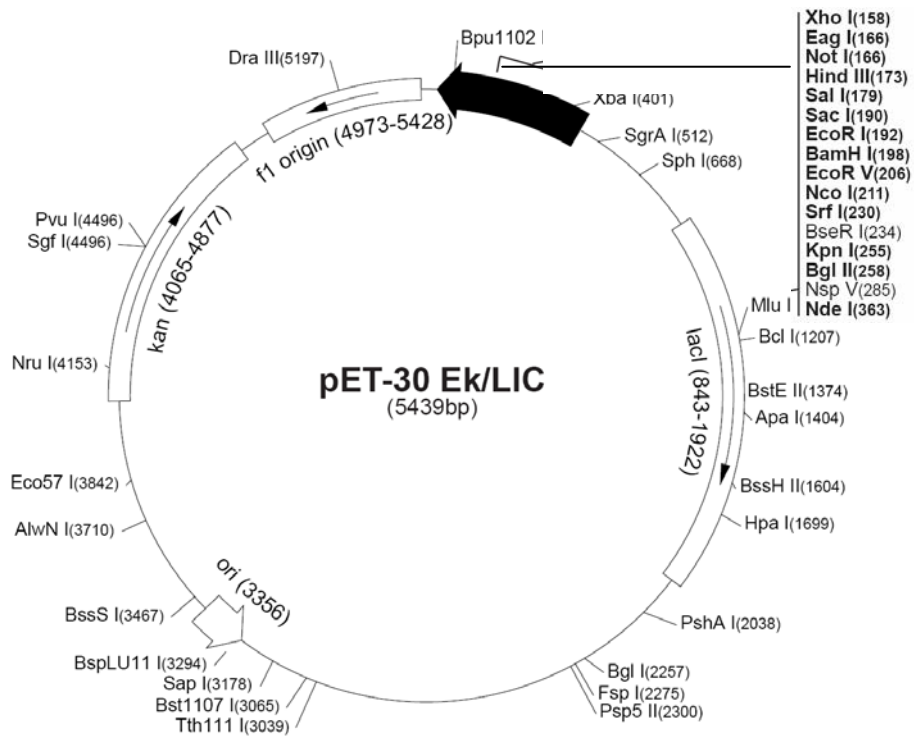 Xho I(158)
Eag I(166)
Not I(166)
Hind III(173)
Sal I(179)
Sac I(190)
EcoR I(192)
BamH I(198)
EcoR V(206)
Nco I(211)
Srf I(230)
BseR I(234)
Kpn I(255)
Bgl II(258)
Nsp V(285)
Nde I(363)
Bpu1102
Dra III(5197)
Xba I(401)
SgrA I(512)
Sph I(668)
f1 origin (4973-5428)
Pvu I(4496)
Sgf I(4496)
kan (4065-4877)
Mlu I
Bcl I(1207)
lacI (843-1922)
Nru I(4153)
pET-30 Ek/LIC
(5439bp)
BstE II(1374)
Apa I(1404)
Eco57 I(3842)
BssH II(1604)
AlwN I(3710)
Hpa I(1699)
ori (3356)
BssS I(3467)
PshA I(2038)
BspLU11 I(3294)
Sap I(3178)
Bst1107 I(3065)
Tth111 I(3039)
Bgl I(2257)
Fsp I(2275)
Psp5 II(2300)